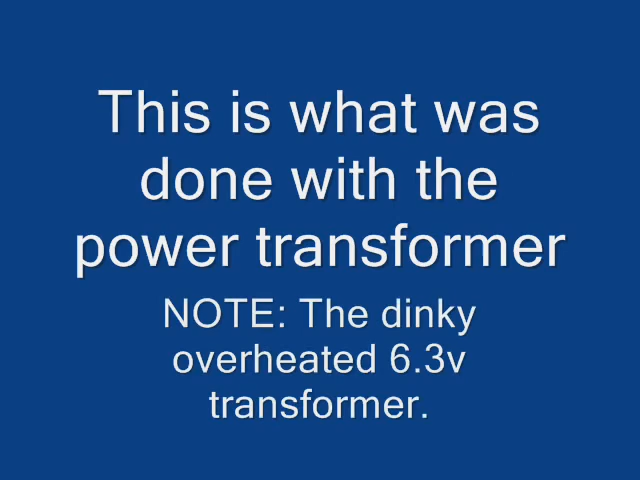 This is what was
done with the
power transformer
NOTE: The dinky
overheated 6.3v
transformer.